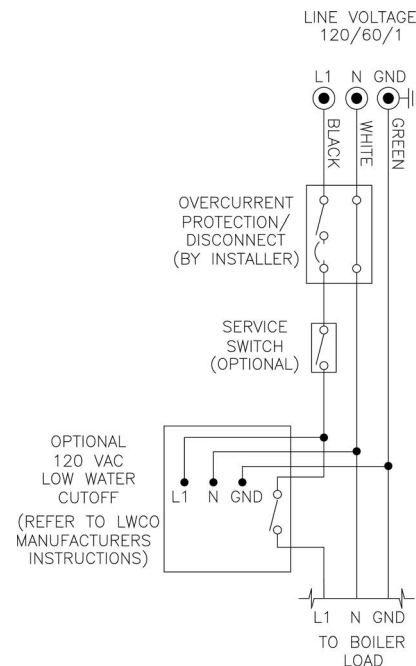 LINE VOLTAGE
120/60/1
L1 N GND
BLACK
WHITE
GREEN
OVERCURRENT
PROTECTION/
DISCONNECT
(BY INSTALLER)
SERVICE
SWITCH
(OPTIONAL)
OPTIONAL
120 VAC
LOW WATER
CUTOFF
(REFER TO LWCO
MANUFACTURERS
INSTRUCTIONS)
L1 N GND
L1 N GND
TO BOILER
LOAD